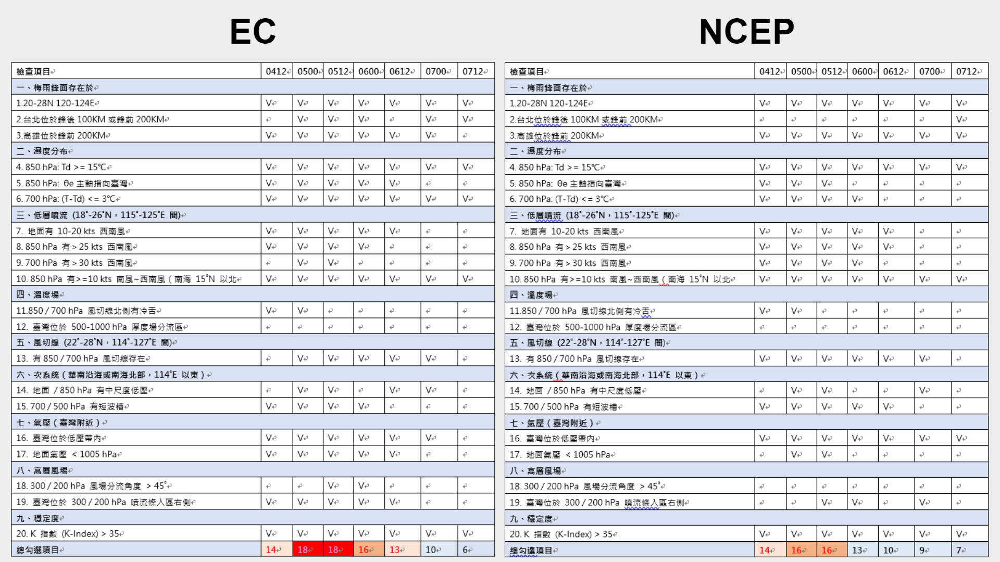 EC
檢查項目 0412 0500 0512 0600 0612 0700 0712
一、梅雨鋒面存在於
1.20-28N 120-124E V V V V V V V
2.台北位於鋒後 100KM 或鋒前 200KM V V V V V
3.高雄位於鋒前 200KM V V V V V V
二、濕度分布
4. 850 hPa: Td >= 15℃ V V V V V V V
5. 850 hPa: θe 主軸指向臺灣 V V V V V
6. 700 hPa: (T-Td) <= 3℃ V V V V V V V
三、低層噴流 (18°-26°N，115°-125°E 間)
7. 地面有 10-20 kts 西南風 V V V V V
8. 850 hPa 有 > 25 kts 西南風 V V V V
9. 700 hPa 有 > 30 kts 西南風 V V
10. 850 hPa 有>=10 kts 南風~西南風（南海 15°N 以北 V V V V V V V
四、溫度場
11.850 / 700 hPa 風切線北側有冷舌 V V
12. 臺灣位於 500-1000 hPa 厚度場分流區
五、風切線 (22°-28°N，114°-127°E 間)
13. 有 850 / 700 hPa 風切線存在 V V V V V
六、次系統（華南沿海或南海北部，114°E 以東）
14. 地面 / 850 hPa 有中尺度低壓 V V V V
15. 700 / 500 hPa 有短波槽 V V V V
七、氣壓（臺灣附近）
16. 臺灣位於低壓帶內 V V V V V V
17. 地面氣壓 < 1005 hPa V V V V V
八、高層風場
18. 300 / 200 hPa 風場分流角度 > 45° V V
19. 臺灣位於 300 / 200 hPa 噴流條入區右側 V V V V V
九、穩定度
20. K 指數 (K-Index) > 35 V V V V V V V
總勾選項目 14 18 18 16 13 10 6
NCEP
檢查項目 0412 0500 0512 0600 0612 0700 0712
一、梅雨鋒面存在於
1.20-28N 120-124E V V V V V V V
2.台北位於鋒後 100KM 或鋒前 200KM V
3.高雄位於鋒前 200KM V V V V V V V
二、濕度分布
4. 850 hPa: Td >= 15℃ V V V V V V V
5. 850 hPa: θe 主軸指向臺灣 V V V
6. 700 hPa: (T-Td) <= 3℃ V V V V
三、低層噴流 (18°-26°N，115°-125°E 間)
7. 地面有 10-20 kts 西南風 V V V V V
8. 850 hPa 有 > 25 kts 西南風 V V V V V
9. 700 hPa 有 > 30 kts 西南風 V V V V
10. 850 hPa 有>=10 kts 南風~西南風（南海 15°N 以北 V V V V V V V
四、溫度場
11.850 / 700 hPa 風切線北側有冷舌 V V
12. 臺灣位於 500-1000 hPa 厚度場分流區
五、風切線 (22°-28°N，114°-127°E 間)
13. 有 850 / 700 hPa 風切線存在 V V V V V V
六、次系統（華南沿海或南海北部，114°E 以東）
14. 地面 / 850 hPa 有中尺度低壓 V V V
15. 700 / 500 hPa 有短波槽 V V V V V
七、氣壓（臺灣附近）
16. 臺灣位於低壓帶內 V V V V V V V
17. 地面氣壓 < 1005 hPa V V
八、高層風場
18. 300 / 200 hPa 風場分流角度 > 45°
19. 臺灣位於 300 / 200 hPa 噴流條入區右側 V V V
九、穩定度
20. K 指數 (K-Index) > 35 V V V V V V V
總勾選項目 14 16 16 13 10 9 7